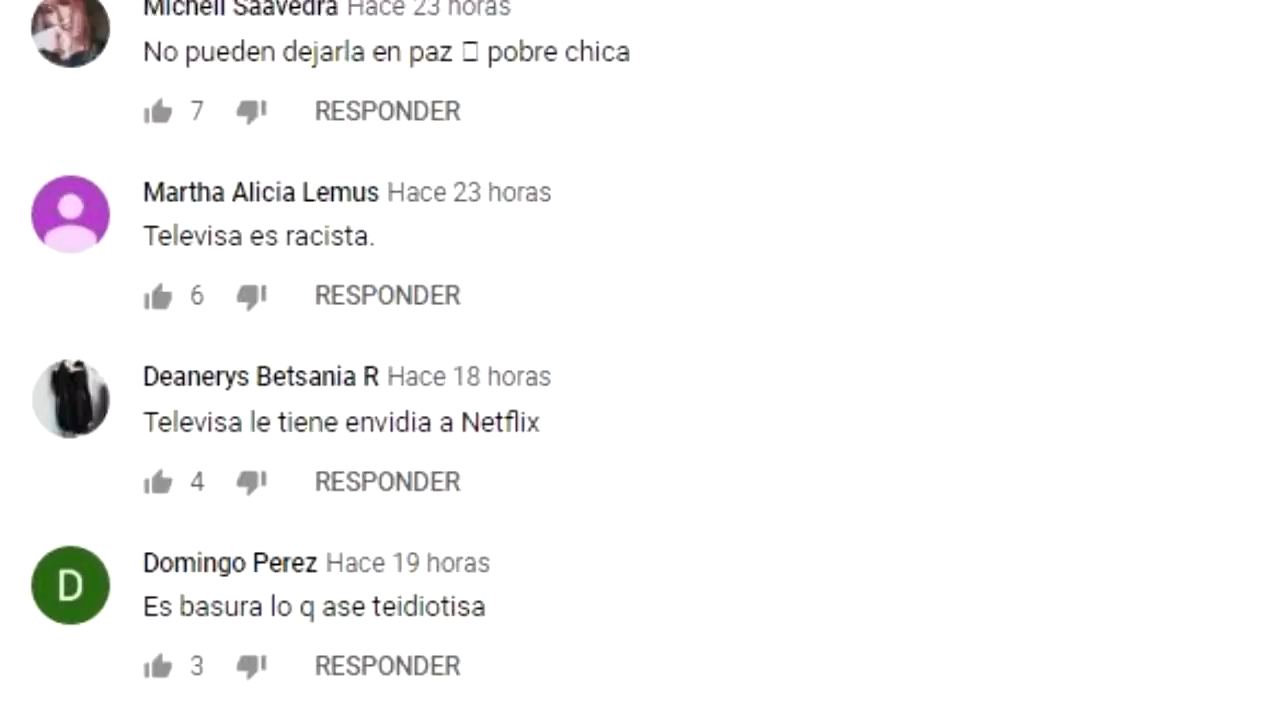 Michell Saavedra Hace 23 horas
No pueden dejarla en paz pobre chica
7 RESPONDER
Martha Alicia Lemus Hace 23 horas
Televisa es racista.
6 RESPONDER
Deanerys Betsania R Hace 18 horas
Televisa le tiene envidia a Netflix
4 RESPONDER
D
Domingo Perez Hace 19 horas
Es basura lo q ase teidiotisa
3 RESPONDER